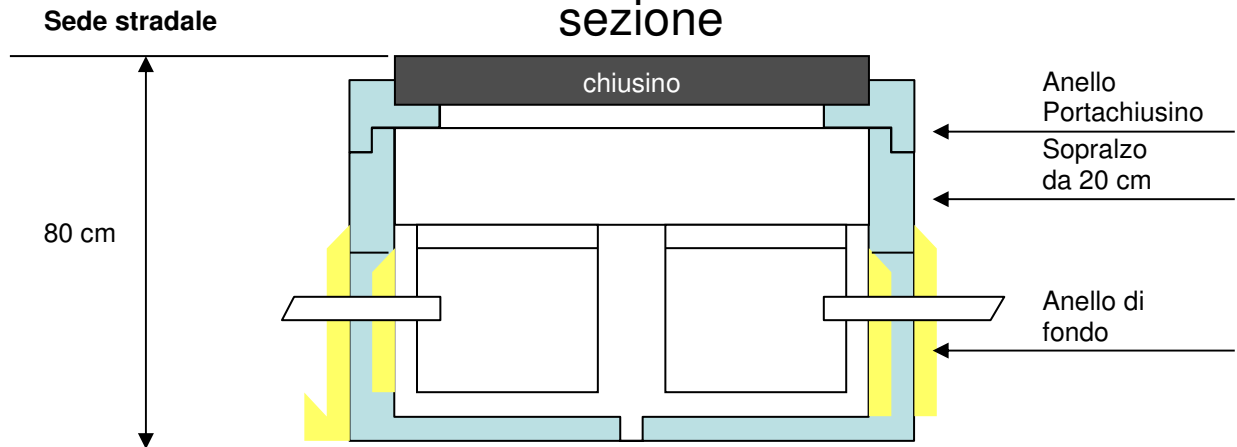 Sede stradale
sezione
chiusino
Anello
Portachiusino
Sopralzo
da 20 cm
80 cm
Anello di
fondo